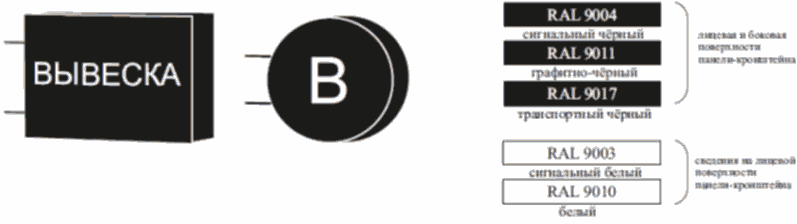 ВЫВЕСКА
В
RAL 9004
сигнальный чёрный
RAL 9011
графитно-чёрный
RAL 9017
транспортный чёрный
лицевая и боковая
поверхности
панели-кронштейна
RAL 9003
сигнальный белый
RAL 9010
белый
сведения на лицевой
поверхности
панели-кронштейна